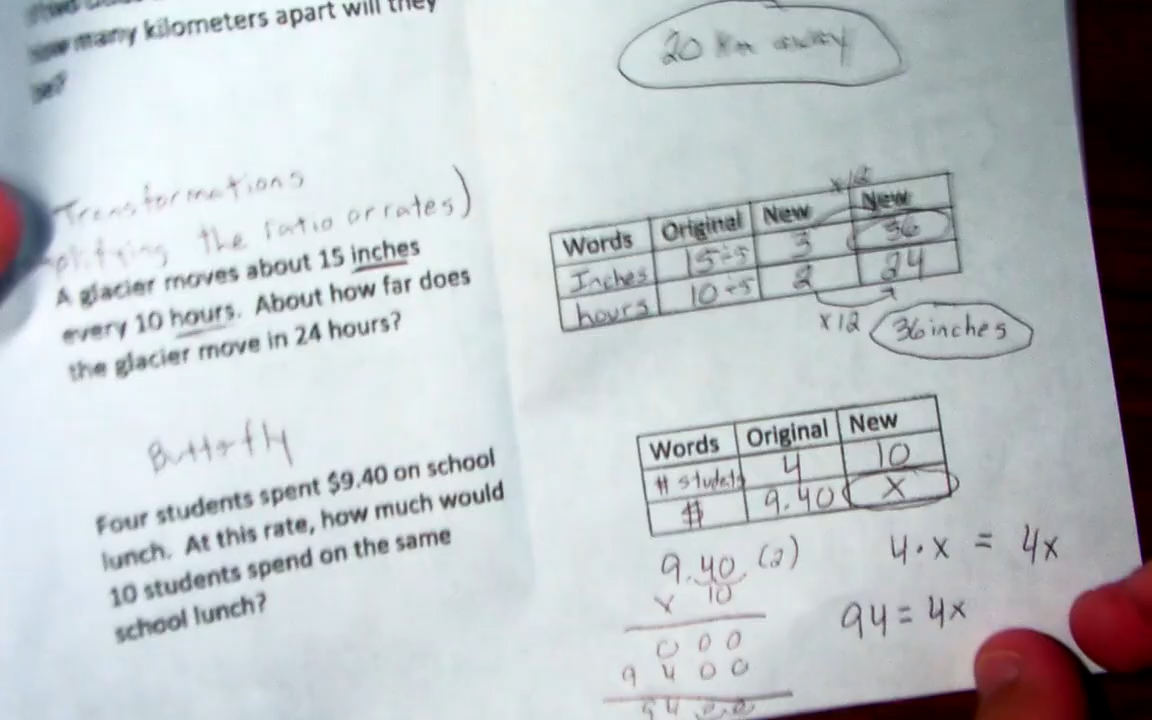 many kilometers apart will they
20 km away
Transformations
the ratio or rates)
A glacier moves about 15 inches
every 10 hours. About how far does
the glacier move in 24 hours?
x12
Words Original New New
Inches 15÷5 3 36
hours 10÷5 2 24
x12
36 inches
Butterfly
Four students spent $9.40 on school
lunch. At this rate, how much would
10 students spend on the same
school lunch?
Words Original New
# students 4 10
$ 9.40 x
9.40 (2)
x 10
000
9400
4·x = 4x
94=4x